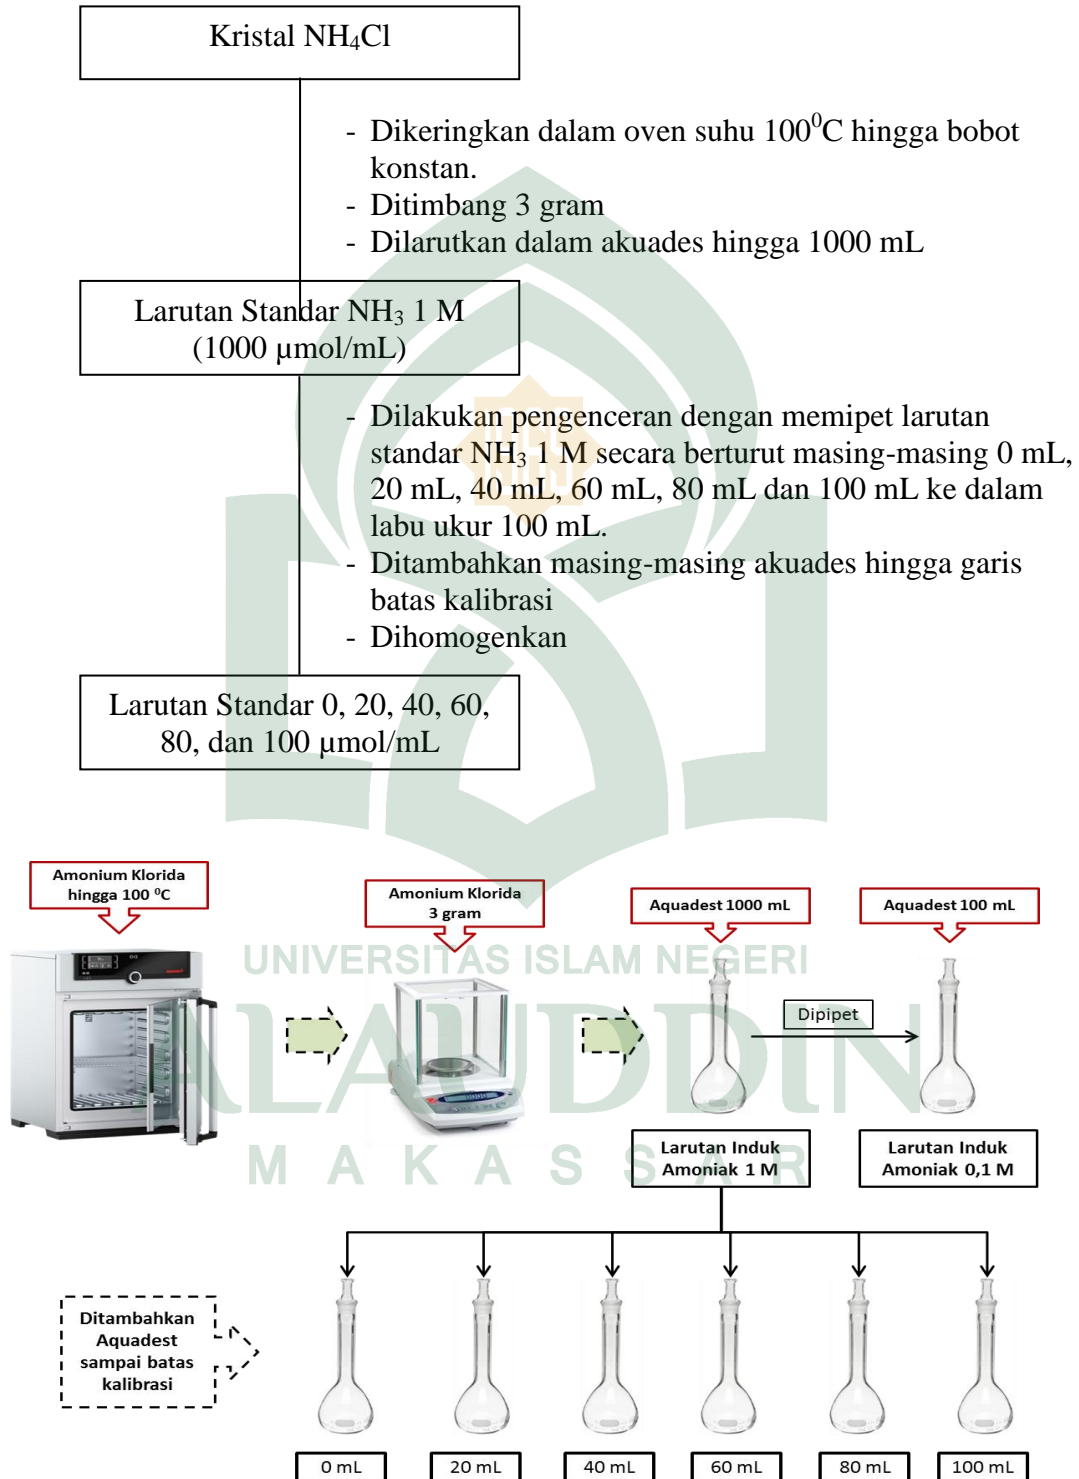 Kristal NH₄Cl
- Dikeringkan dalam oven suhu 100⁰C hingga bobot
konstan.
- Ditimbang 3 gram
- Dilarutkan dalam akuades hingga 1000 mL
Larutan Standar NH₃ 1 M
(1000 µmol/mL)
- Dilakukan pengenceran dengan memipet larutan
standar NH₃ 1 M secara berturut masing-masing 0 mL,
20 mL, 40 mL, 60 mL, 80 mL dan 100 mL ke dalam
labu ukur 100 mL.
- Ditambahkan masing-masing akuades hingga garis
batas kalibrasi
- Dihomogenkan
Larutan Standar 0, 20, 40, 60,
80, dan 100 µmol/mL
Amonium Klorida
hingga 100 ⁰C
Amonium Klorida
3 gram
Aquadest 1000 mL
Aquadest 100 mL
UNIVERSITAS ISLAM NEGERI
ALAUDDIN
MAKASSAR
Dipipet
Larutan Induk
Amoniak 1 M
Larutan Induk
Amoniak 0,1 M
Ditambahkan
Aquadest
sampai batas
kalibrasi
0 mL
20 mL
40 mL
60 mL
80 mL
100 mL